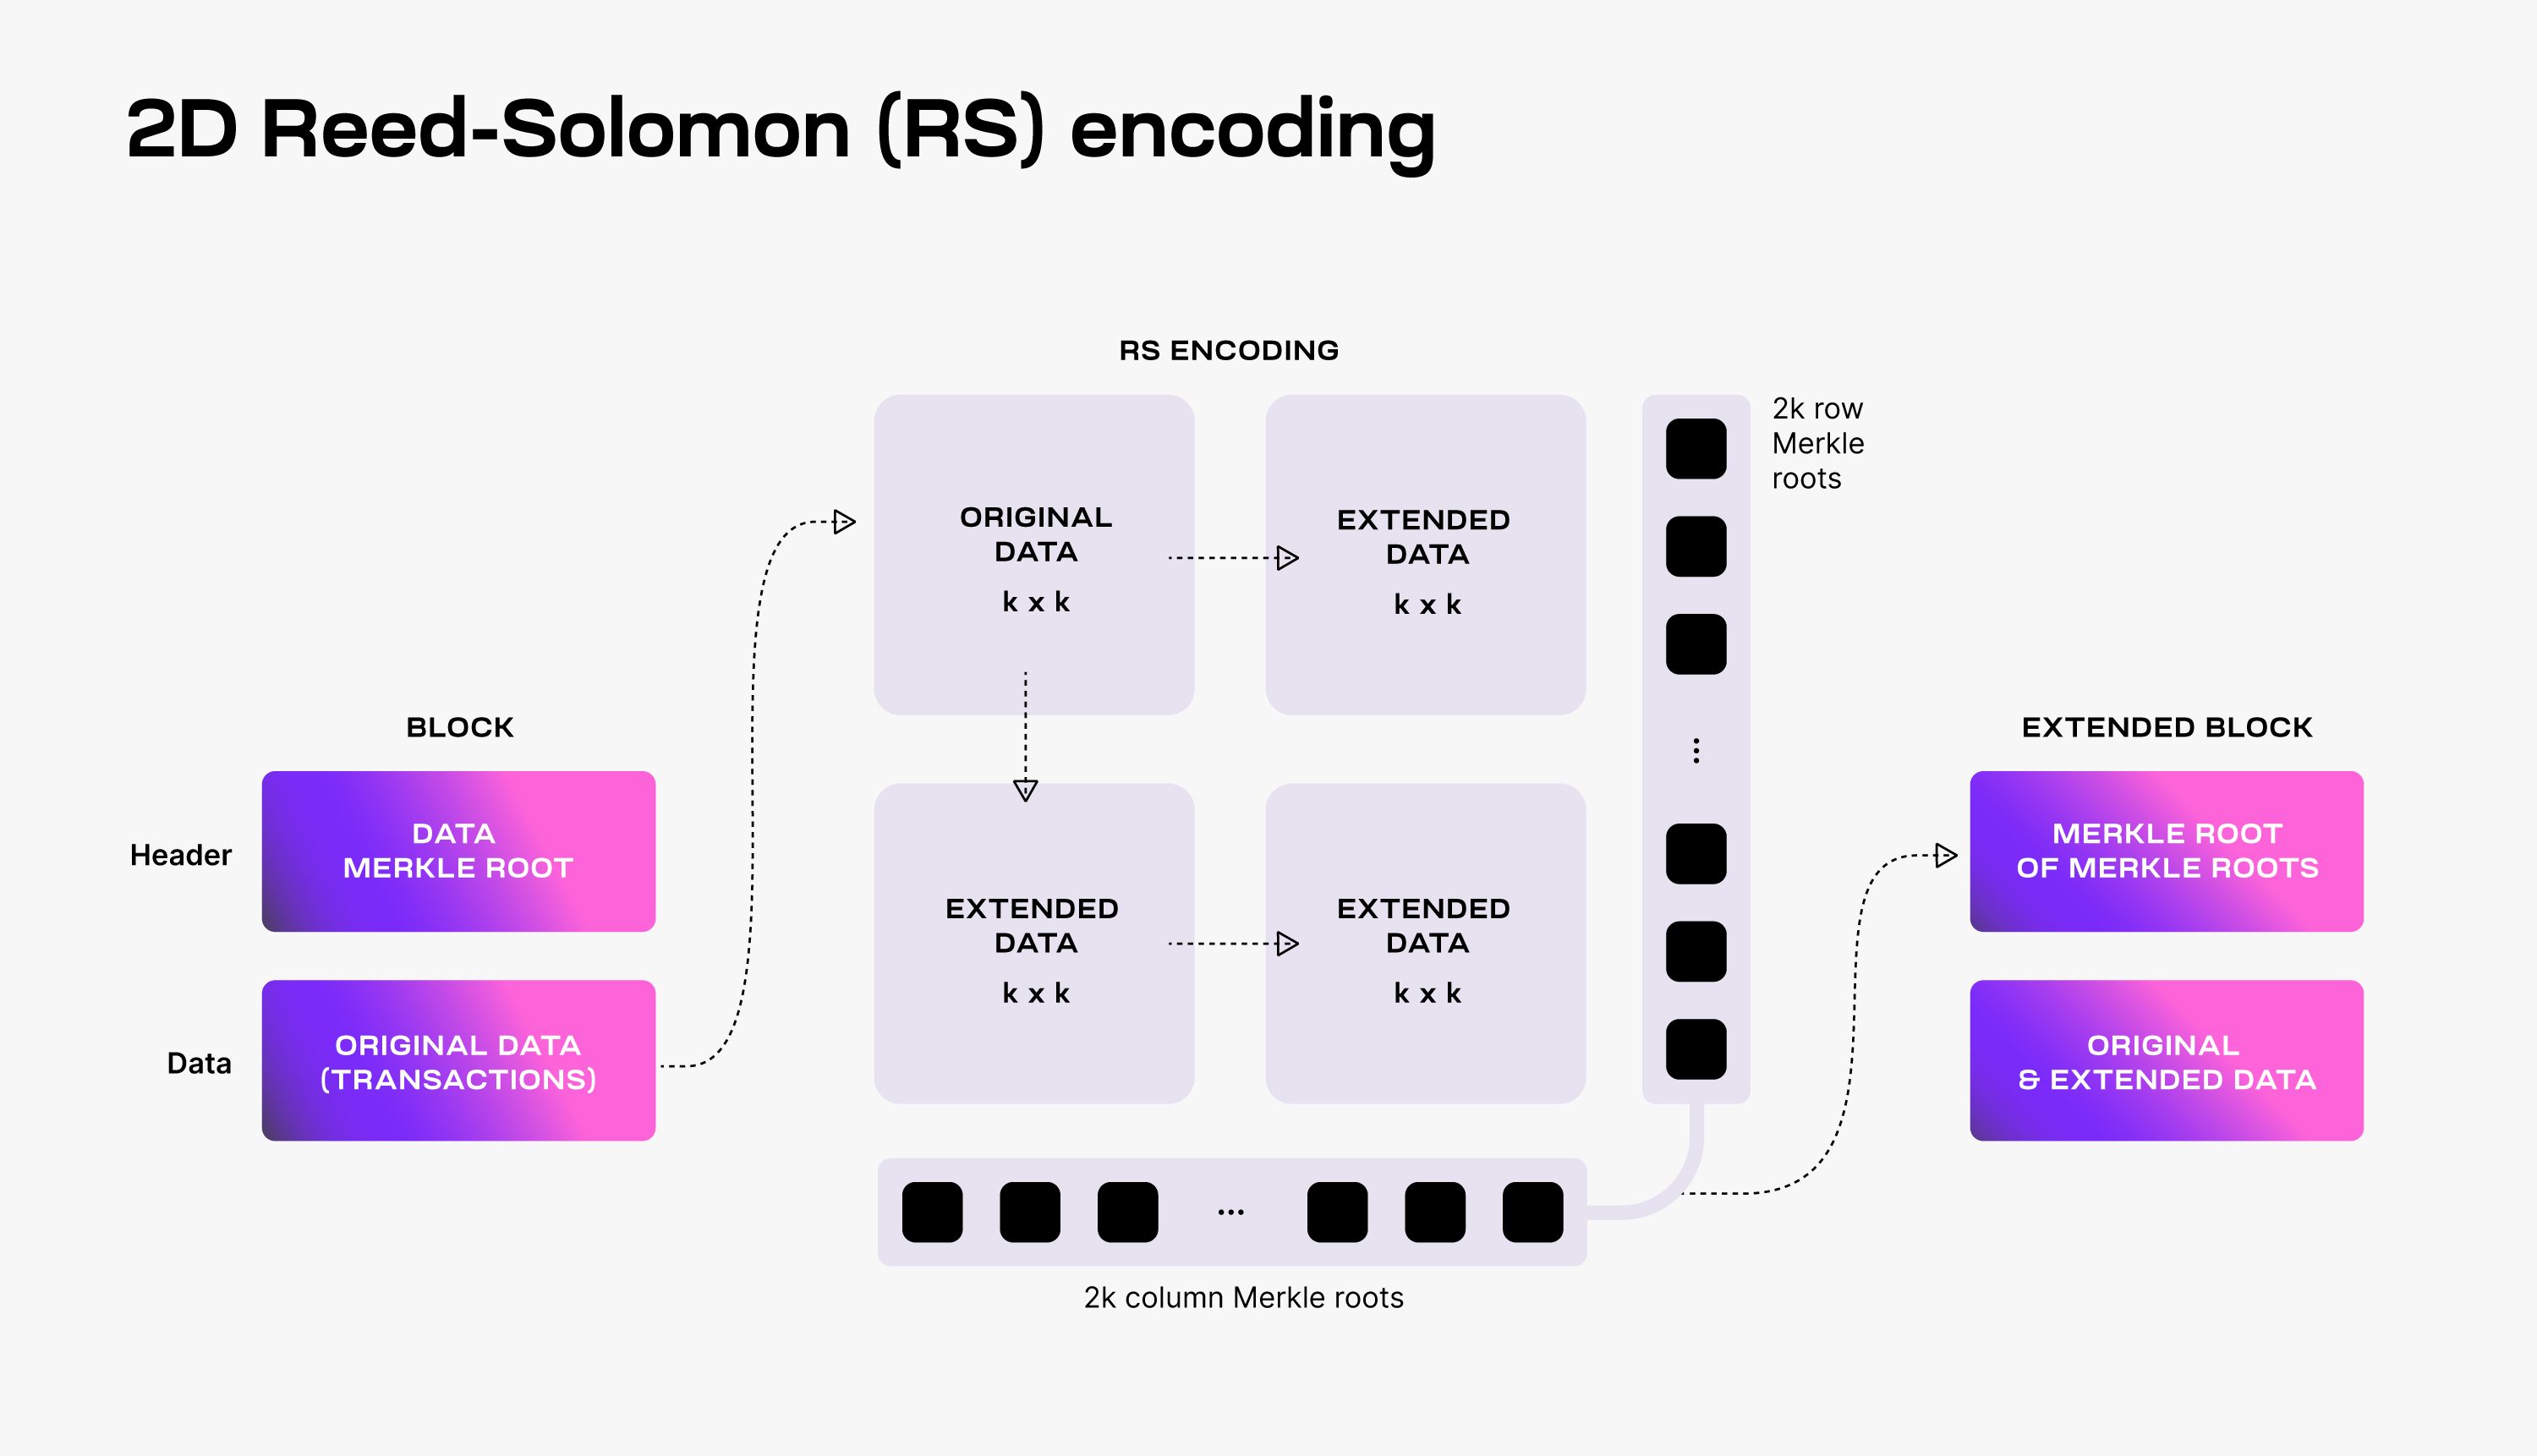 2D Reed-Solomon (RS) encoding
RS ENCODING
2k row
Merkle
roots
ORIGINAL
DATA
k x k
EXTENDED
DATA
k x k
BLOCK
Header
DATA
MERKLE ROOT
Data
ORIGINAL DATA
(TRANSACTIONS)
EXTENDED
DATA
k x k
EXTENDED
DATA
k x k
2k column Merkle roots
EXTENDED BLOCK
MERKLE ROOT
OF MERKLE ROOTS
ORIGINAL
& EXTENDED DATA